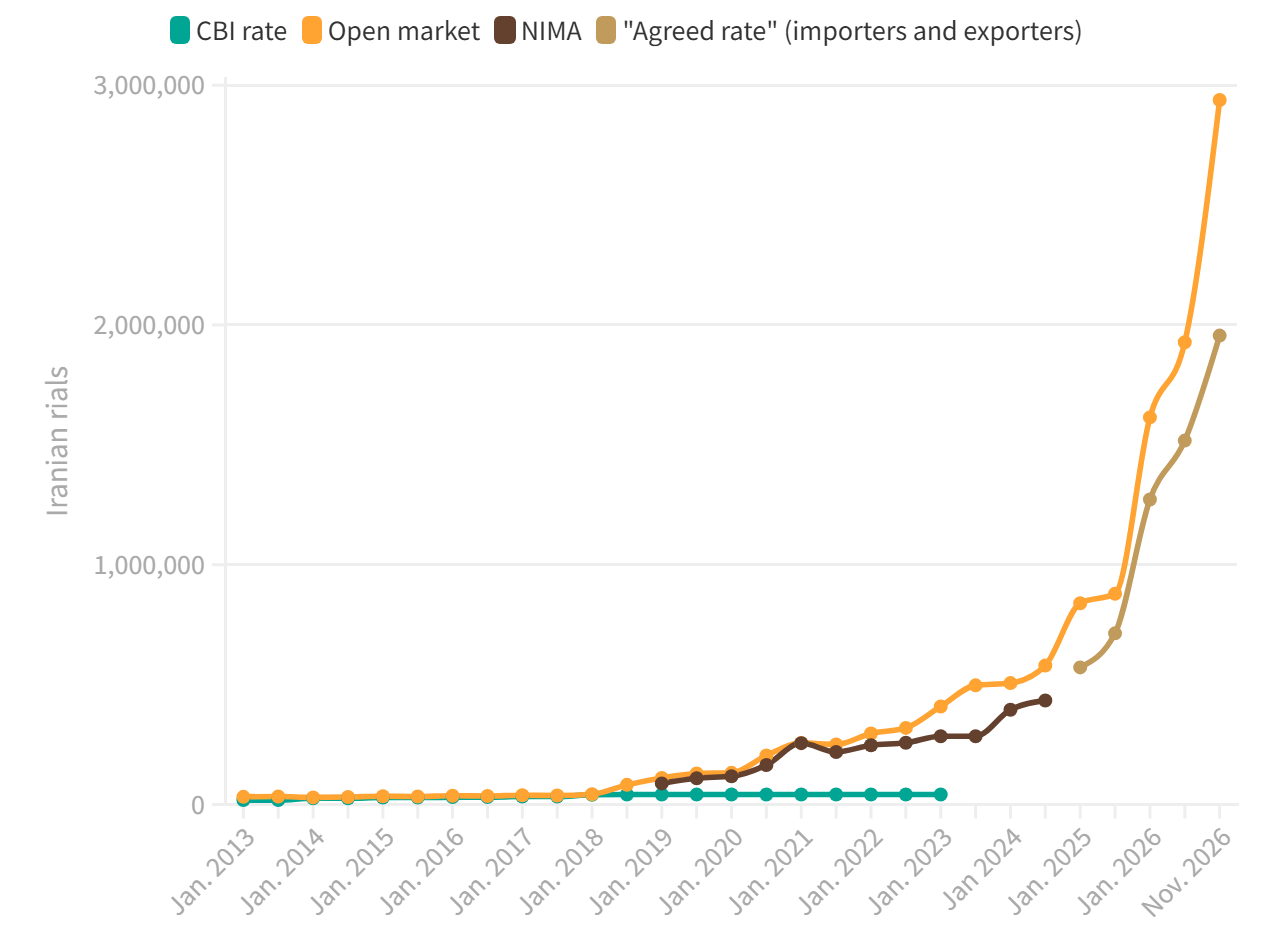 CBI rate Open market NIMA "Agreed rate" (importers and exporters)
3,000,000
2,000,000
1,000,000
0
Iranian rials
Jan. 2013
Jan. 2014
Jan. 2015
Jan. 2016
Jan. 2017
Jan. 2018
Jan. 2019
Jan. 2020
Jan. 2021
Jan. 2022
Jan. 2023
Jan 2024
Jan. 2025
Jan. 2026
Nov. 2026